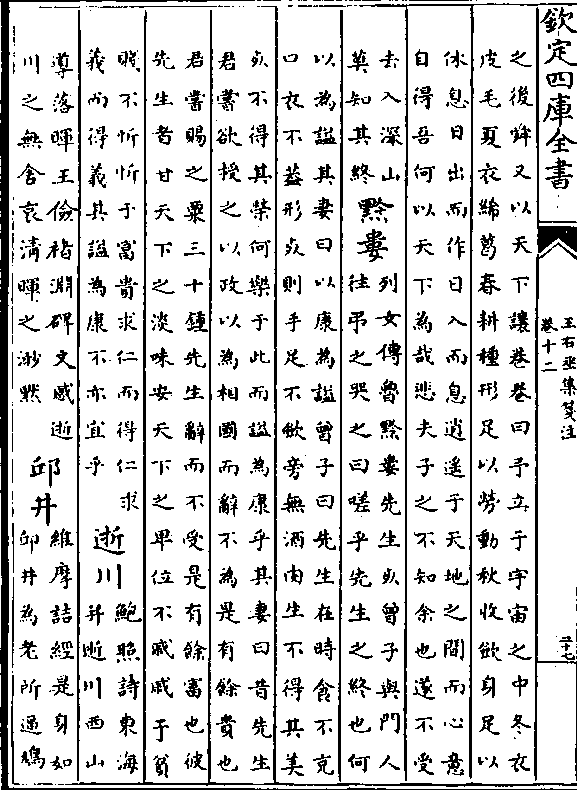 欽定四庫全書
王右丞集箋注
卷十二
二十七
之後舜又以天下讓卷卷曰予立于宇宙之中冬衣
皮毛夏衣絺葛春耕種形足以勞動秋收斂身足以
休息日出而作日入而息逍遥于天地之間而心意
自得吾何以天下為哉悲夫子之不知余也遂不受
去入深山
莫知其終
黔婁
列女傳魯黔婁先生死曾子與門人
往弔之哭之曰嗟乎先生之終也何
以為諡其妻曰以康為諡曾子曰先生在時食不充
口衣不蓋形死則手足不斂旁無酒肉生不得其美
死不得其榮何樂于此而諡為康乎其妻曰昔先生
君嘗欲授之以政以為相國而辭不為是有餘貴也
君嘗賜之粟三十鍾先生辭而不受是有餘富也彼
先生者甘天下之淡味安天下之卑位不戚戚于貧
賤不忻忻于富貴求仁而得仁求
義而得義其諡為康不亦宜乎
逝川
鮑照詩東海
并逝川西山
導落暉王儉褚淵碑文感逝
川之無舍哀清暉之渺默
邱井
維摩詰經是身如
邱井為老所逼鳩